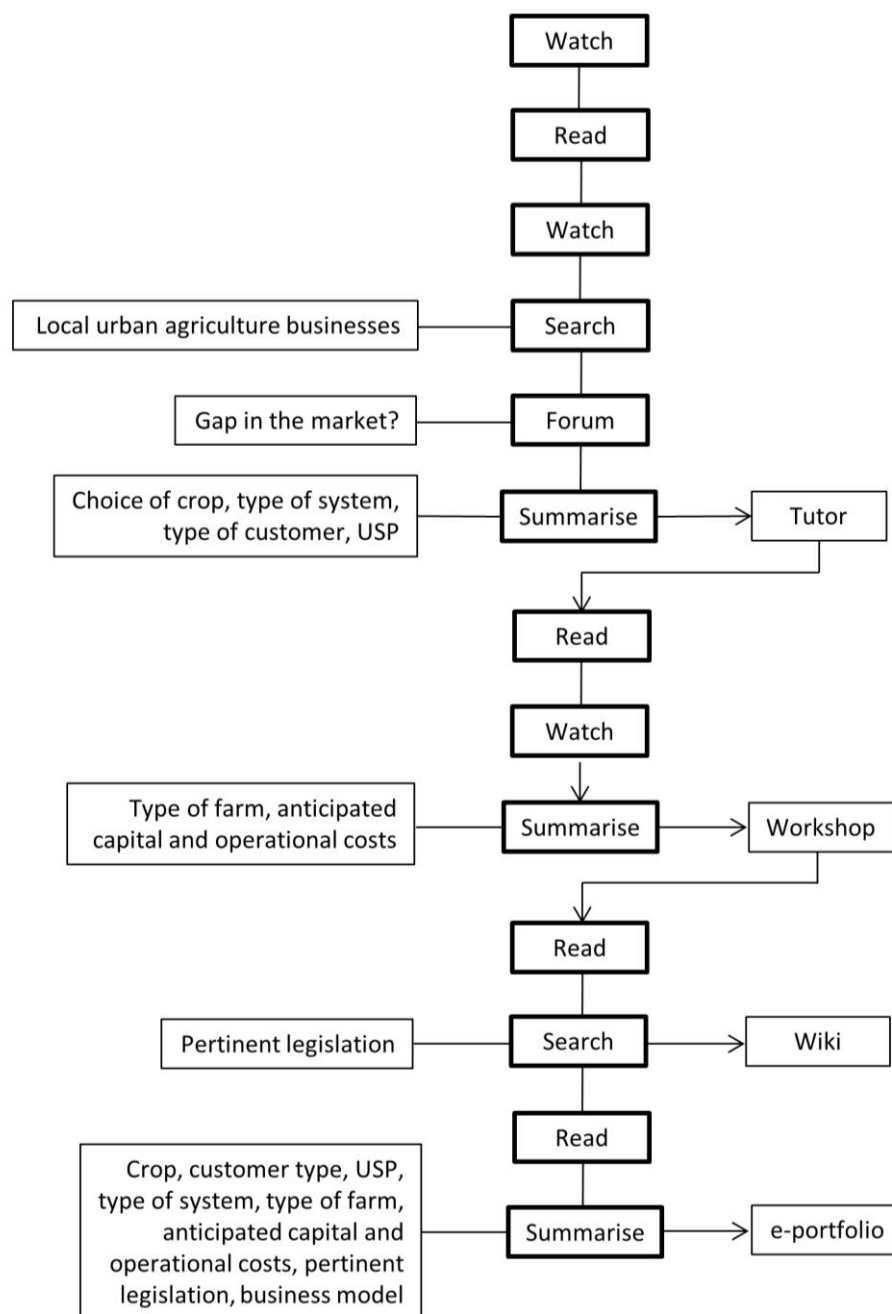 Watch
Read
Watch
Local urban agriculture businesses
Search
Gap in the market?
Forum
Choice of crop, type of system,
type of customer, USP
Summarise
Tutor
Read
Watch
Type of farm, anticipated
capital and operational costs
Summarise
Workshop
Read
Pertinent legislation
Search
Wiki
Read
Crop, customer type, USP,
type of system, type of farm,
anticipated capital and
operational costs, pertinent
legislation, business model
Summarise
e-portfolio